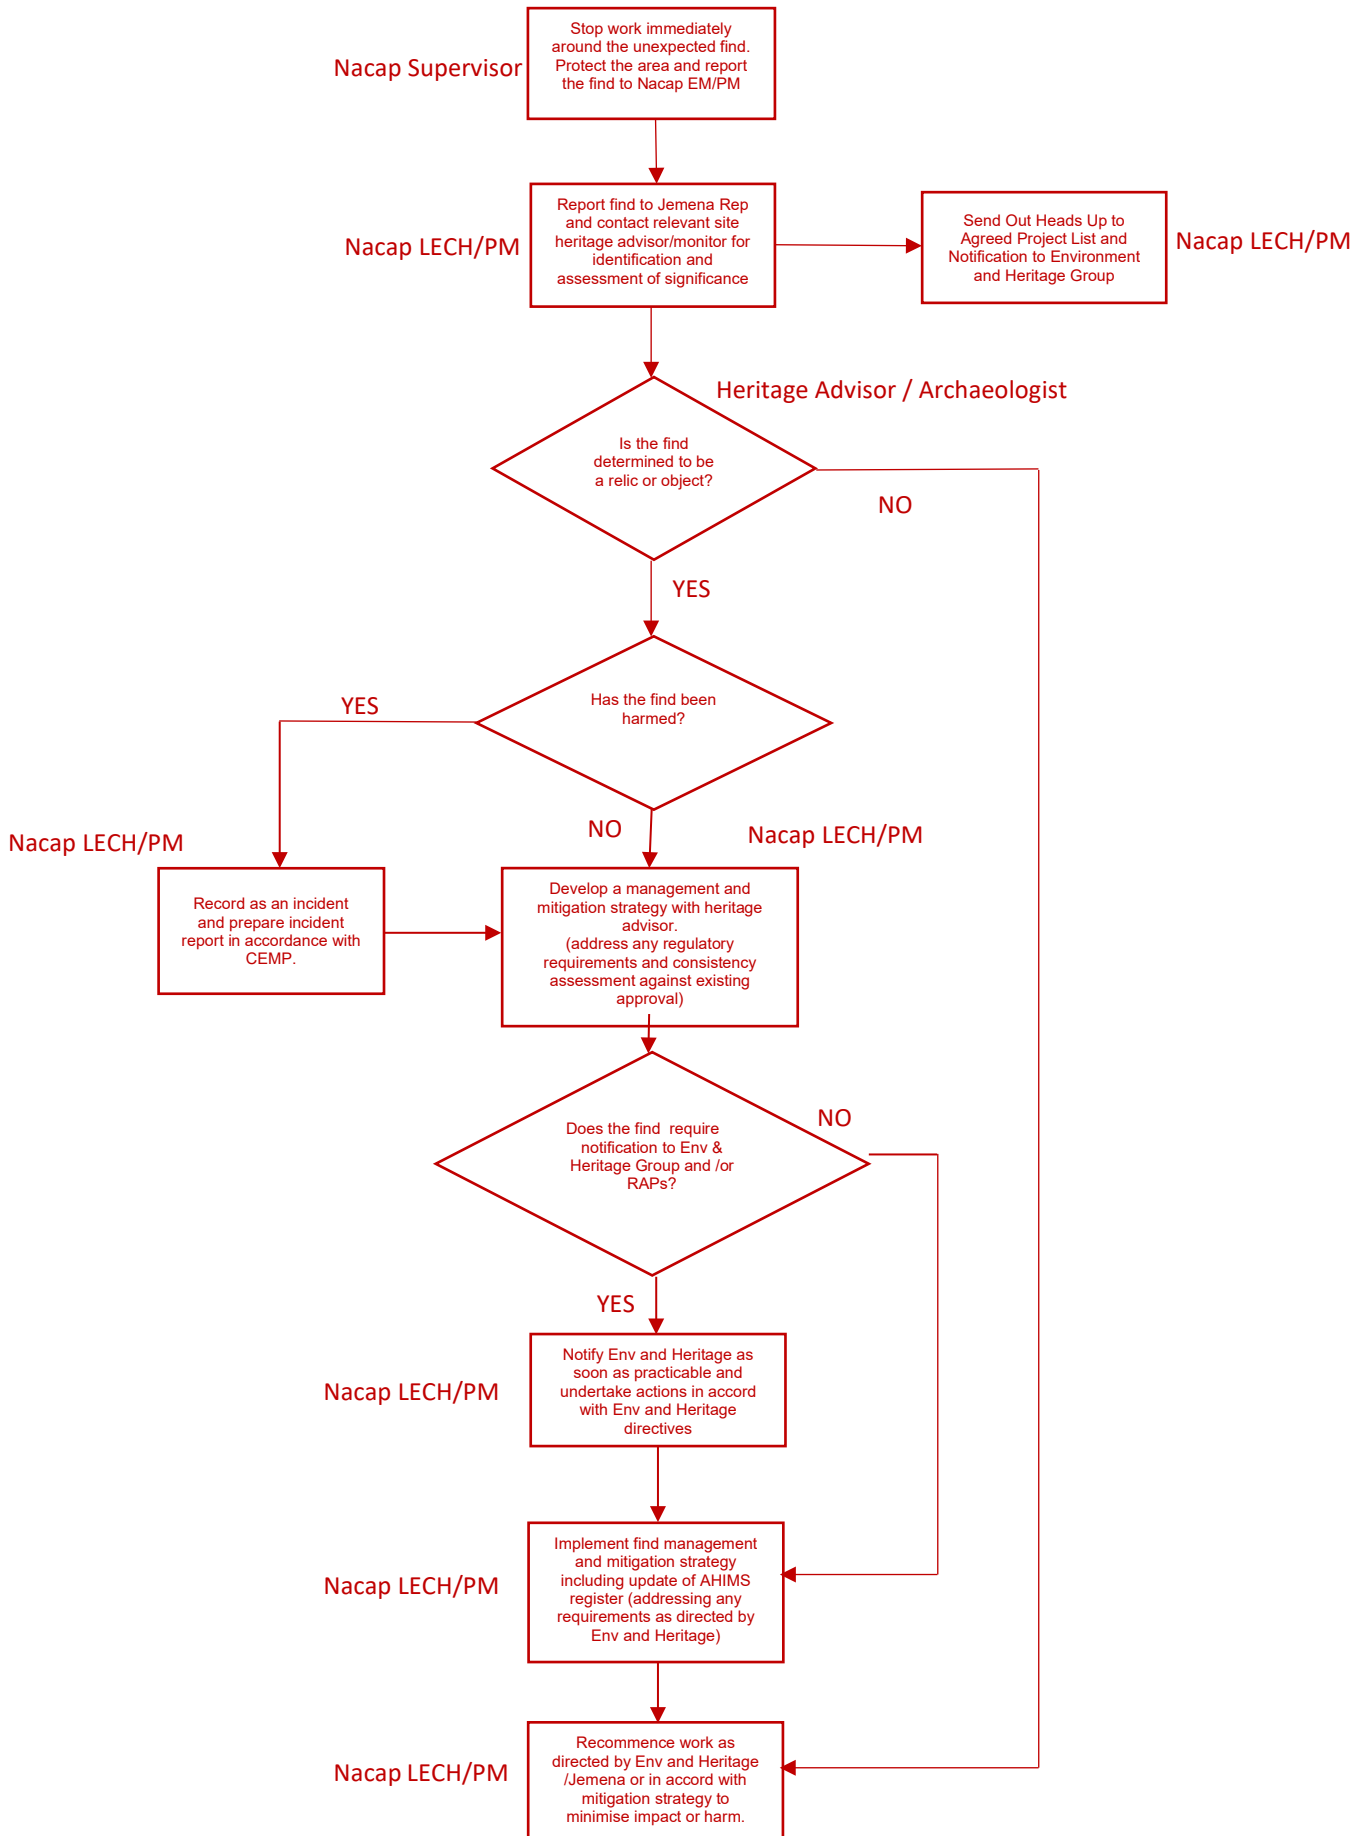 Stop work immediately
around the unexpected find.
Protect the area and report
the find to Nacap EM/PM
Nacap Supervisor
Report find to Jemena Rep
and contact relevant site
heritage advisor/monitor for
identification and
assessment of significance
Nacap LECH/PM
Send Out Heads Up to
Agreed Project List and
Notification to Environment
and Heritage Group
Nacap LECH/PM
Heritage Advisor / Archaeologist
Is the find
determined to be
a relic or object?
NO
YES
Has the find been
harmed?
YES
NO
Nacap LECH/PM
Nacap LECH/PM
Record as an incident
and prepare incident
report in accordance with
CEMP.
Develop a management and
mitigation strategy with heritage
advisor.
(address any regulatory
requirements and consistency
assessment against existing
approval)
Does the find  require
notification to Env &
Heritage Group and /or
RAPs?
NO
YES
Notify Env and Heritage as
soon as practicable and
undertake actions in accord
with Env and Heritage
directives
Nacap LECH/PM
Implement find management
and mitigation strategy
including update of AHIMS
register (addressing any
requirements as directed by
Env and Heritage)
Nacap LECH/PM
Recommence work as
directed by Env and Heritage
/Jemena or in accord with
mitigation strategy to
minimise impact or harm.
Nacap LECH/PM